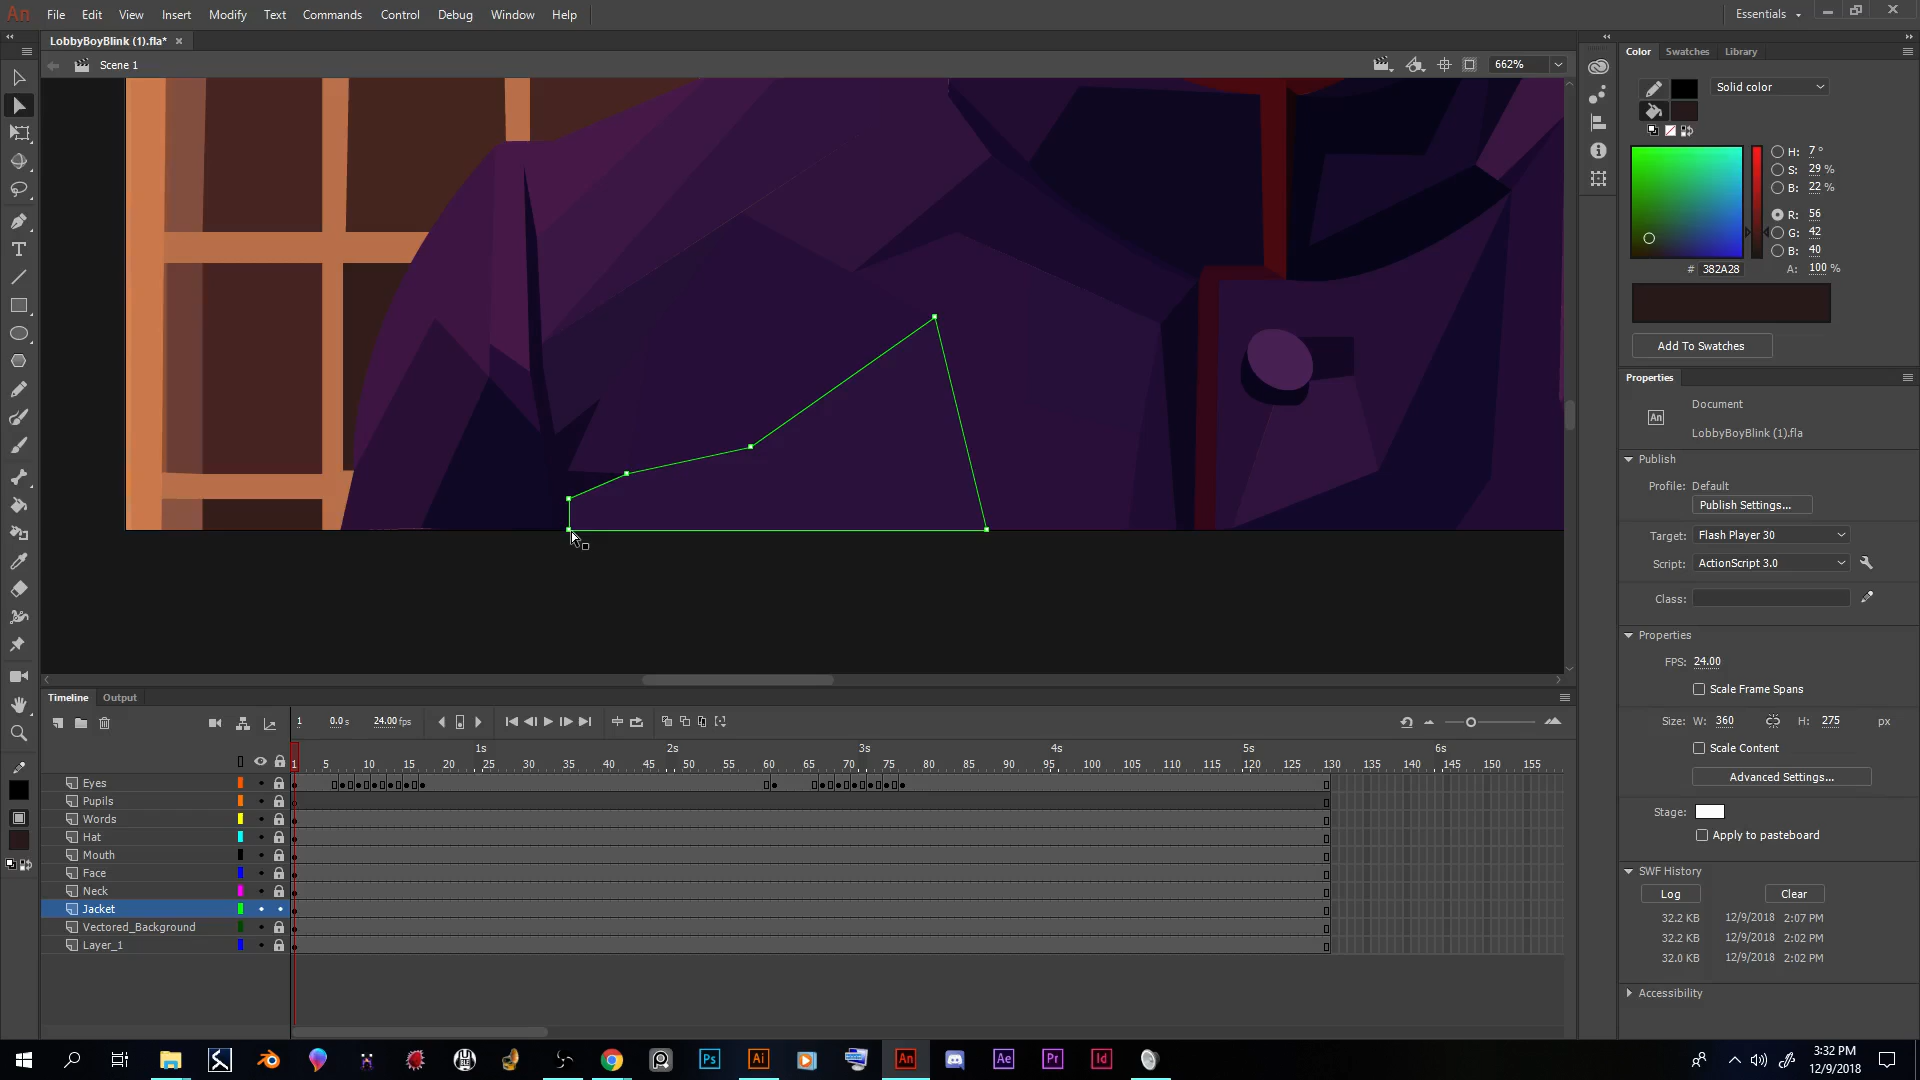 An File Edit View Insert Modify Text Commands Control Debug Window Help Essentials
LobbyBoyBlink (1).fla* ×
Scene 1 662%
Color Swatches Library
Solid color
H: 7 °
S: 29 %
B: 22 %
R: 56
G: 42
B: 40
# 382A28 A: 100 %
Add To Swatches
Properties
Document
An
LobbyBoyBlink (1).fla
Publish
Profile: Default
Publish Settings...
Target: Flash Player 30
Script: ActionScript 3.0
Class:
Properties
FPS: 24.00
Scale Frame Spans
Size: W: 360 H: 275 px
Scale Content
Advanced Settings...
Stage:
Apply to pasteboard
SWF History
Log Clear
32.2 KB 12/9/2018 2:07 PM
32.2 KB 12/9/2018 2:02 PM
32.0 KB 12/9/2018 2:02 PM
Accessibility
Timeline Output
1 0.0 s 24.00 fps
1s 2s 3s 4s 5s 6s
1 5 10 15 20 25 30 35 40 45 50 55 60 65 70 75 80 85 90 95 100 105 110 115 120 125 130 135 140 145 150 155
Eyes
Pupils
Words
Hat
Mouth
Face
Neck
Jacket
Vectored_Background
Layer_1
Ps Ai An Ae Pr Id
3:32 PM
12/9/2018